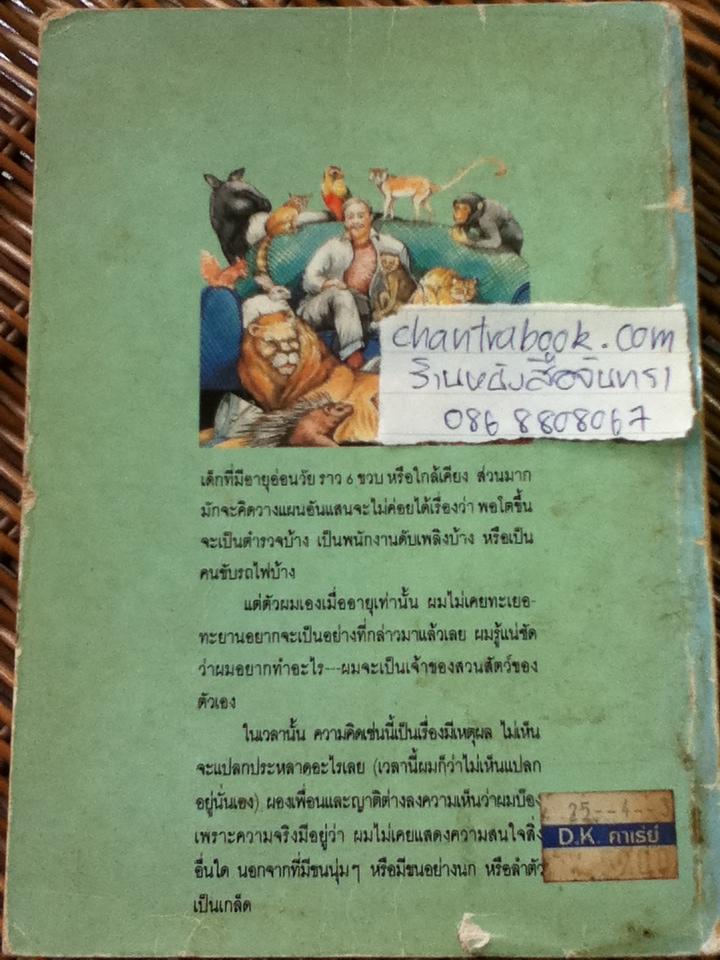 chantrabook.com
ร้านหนังสือจันทรา
086 8808067
เด็กที่มีอายุอ่อนวัย ราว ๖ ขวบ หรือใกล้เคียง ส่วนมาก
มักจะคิดวางแผนอันแสนจะไม่ค่อยได้เรื่องว่า พอโตขึ้น
จะเป็นตำรวจบ้าง เป็นพนักงานดับเพลิงบ้าง หรือเป็น
คนขับรถไฟบ้าง
แต่ตัวผมเองเมื่ออายุเท่านั้น ผมไม่เคยทะเยอ-
ทะยานอยากจะเป็นอย่างที่กล่าวมาแล้วเลย ผมรู้แน่ชัด
ว่าผมอยากทำอะไร---ผมจะเป็นเจ้าของสวนสัตว์ของ
ตัวเอง
ในเวลานั้น ความคิดเช่นนี้เป็นเรื่องมีเหตุผล ไม่เห็น
จะแปลกประหลาดอะไรเลย (เวลานี้ผมก็ว่าไม่เห็นแปลก
อยู่นั่นเอง) ผองเพื่อนและญาติต่างลงความเห็นว่าผมบ๊อง
เพราะความจริงมีอยู่ว่า ผมไม่เคยแสดงความสนใจสิ่ง
อื่นใด นอกจากที่มีขนนุ่มๆ หรือมีขนอย่างนก หรือลำตัว
เป็นเกล็ด
25--4--3
D.K. คาเร่ย์